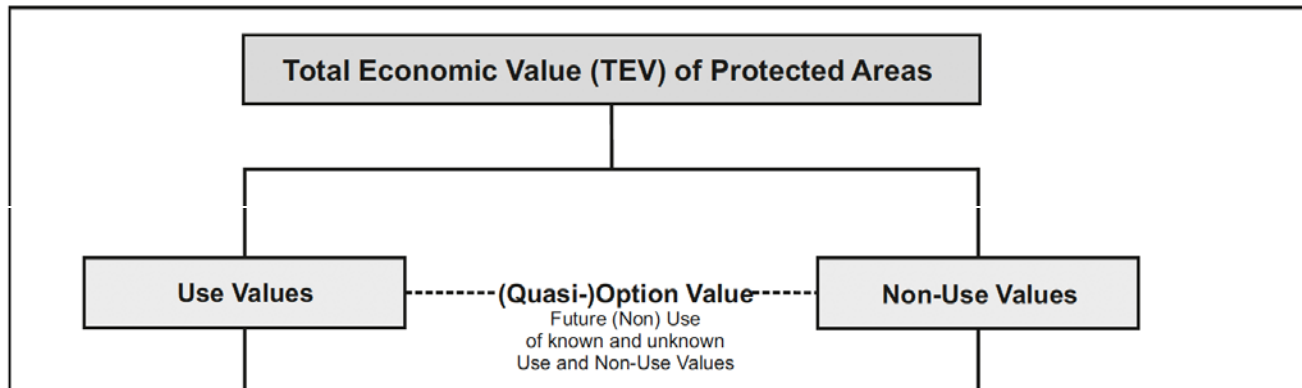 Total Economic Value (TEV) of Protected Areas
Use Values
(Quasi-)Option Value
Future (Non) Use
of known and unknown
Use and Non-Use Values
Non-Use Values